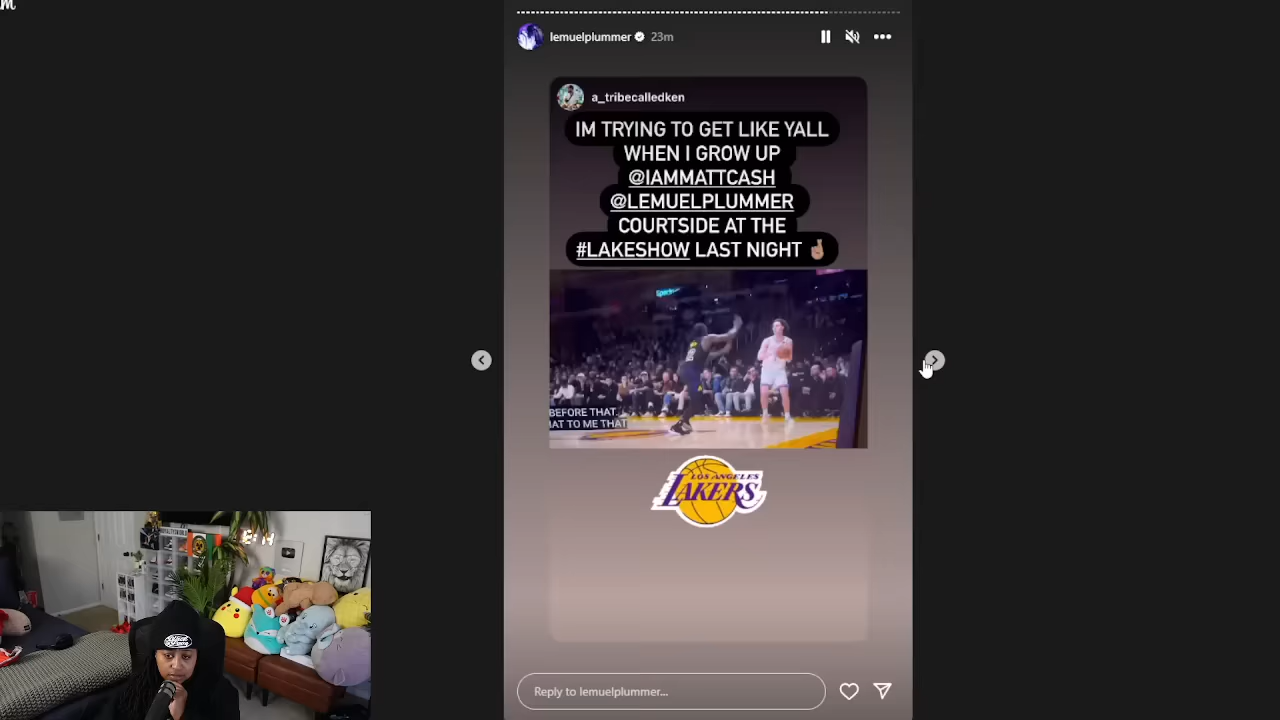 lemuelplummer 23m
a_tribecalledken
IM TRYING TO GET LIKE YALL
WHEN I GROW UP
@IAMMATTCASH
@LEMUELPLUMMER
COURTSIDE AT THE
#LAKESHOW LAST NIGHT 🤞🏽
BEFORE THAT.
AT TO ME THAT
LOS ANGELES
LAKERS
Reply to lemuelplummer...